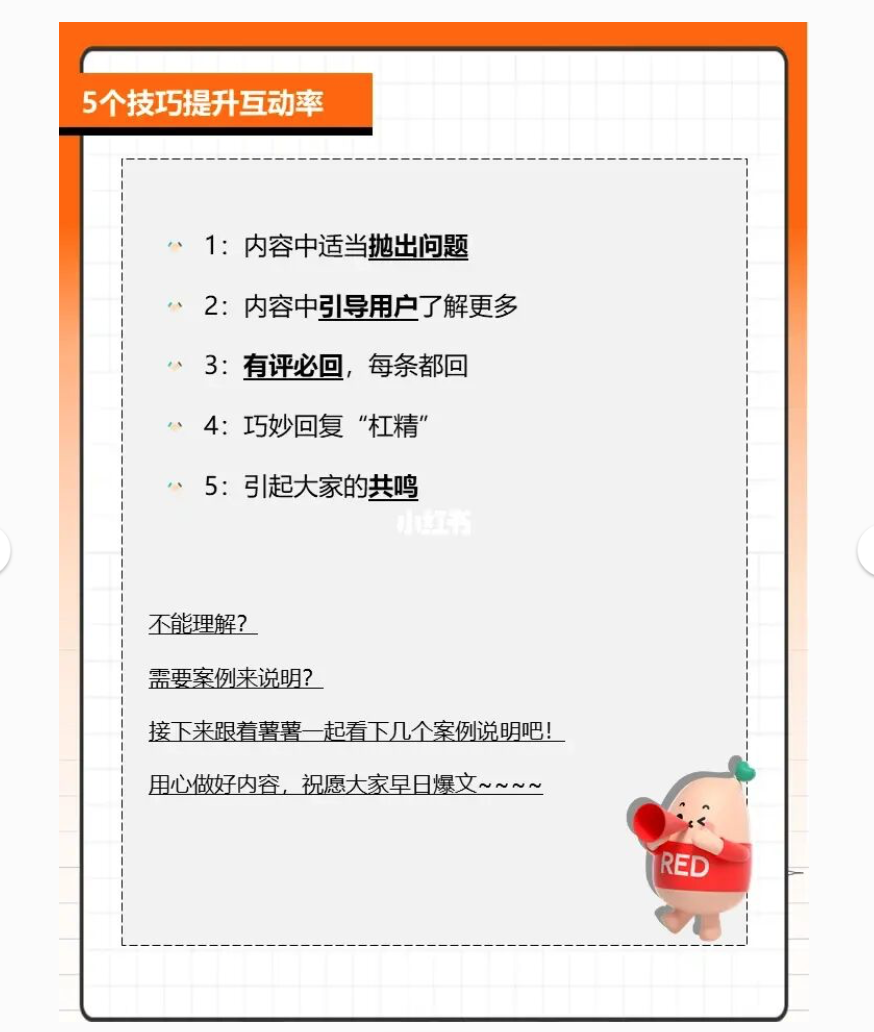 5个技巧提升互动率
1：内容中适当抛出问题
2：内容中引导用户了解更多
3：有评必回，每条都回
4：巧妙回复“杠精”
5：引起大家的共鸣
小红书
不能理解？
需要案例来说明？
接下来跟着薯薯一起看下几个案例说明吧！
用心做好内容，祝愿大家早日爆文~~~~
RED